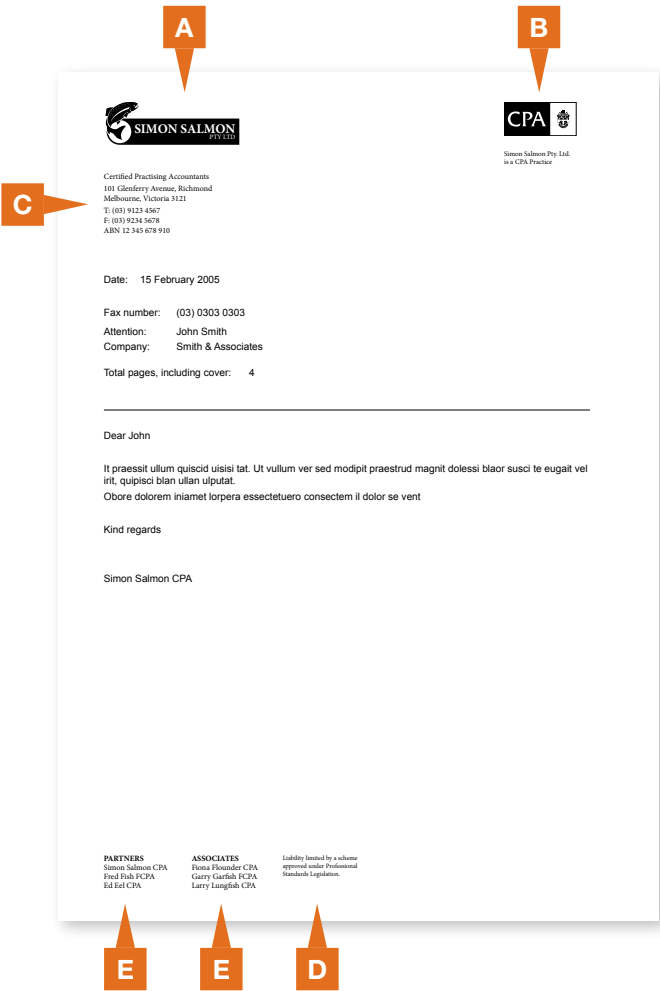 A
B
SIMON SALMON
PTY LTD
CPA
Simon Salmon Pty. Ltd.
is a CPA Practice
C
Certified Practising Accountants
101 Glenferry Avenue, Richmond
Melbourne, Victoria 3121
T: (03) 9123 4567
F: (03) 9234 5678
ABN 12 345 678 910
Date: 15 February 2005
Fax number: (03) 0303 0303
Attention: John Smith
Company: Smith & Associates
Total pages, including cover: 4
Dear John
It praessit ullum quiscid uisisi tat. Ut vullum ver sed modipit praestrud magnit dolessi blaor susci te eugait vel
irit, quipisci blan ullan ulputat.
Obore dolorem iniamet lorpera essectetuero consectem il dolor se vent
Kind regards
Simon Salmon CPA
PARTNERS
Simon Salmon CPA
Fred Fish FCPA
Ed Eel CPA
ASSOCIATES
Fiona Flounder CPA
Garry Garfish FCPA
Larry Lungfish CPA
Liability limited by a scheme
approved under Professional
Standards Legislation.
E
E
D